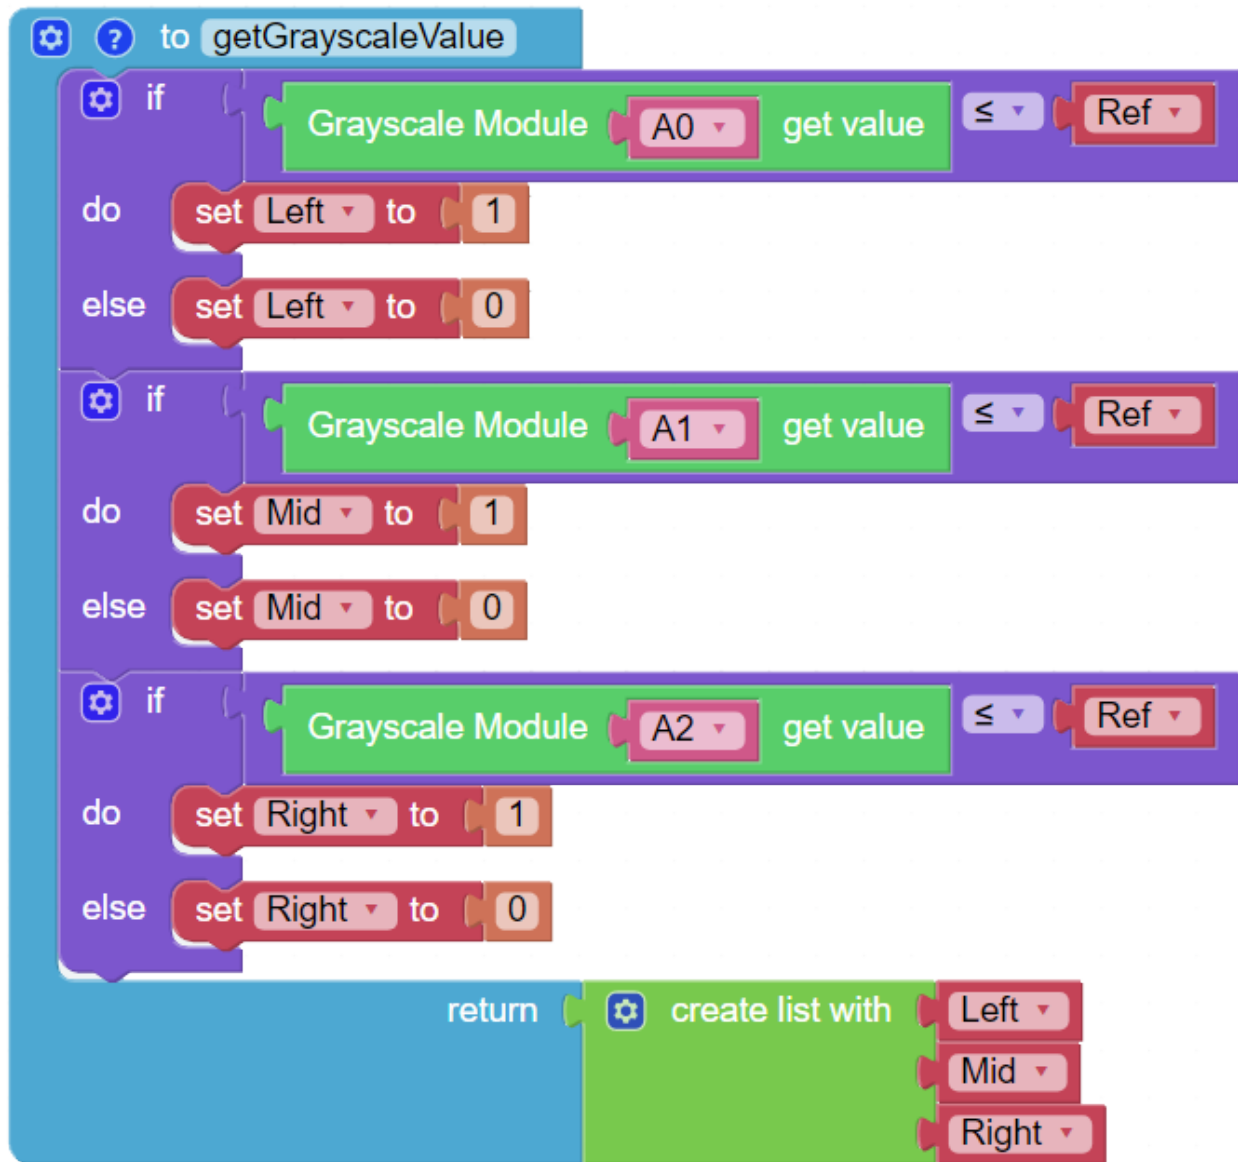 ? to getGrayscaleValue
if Grayscale Module A0 get value ≤ Ref
do set Left to 1
else set Left to 0
if Grayscale Module A1 get value ≤ Ref
do set Mid to 1
else set Mid to 0
if Grayscale Module A2 get value ≤ Ref
do set Right to 1
else set Right to 0
return create list with Left
Mid
Right